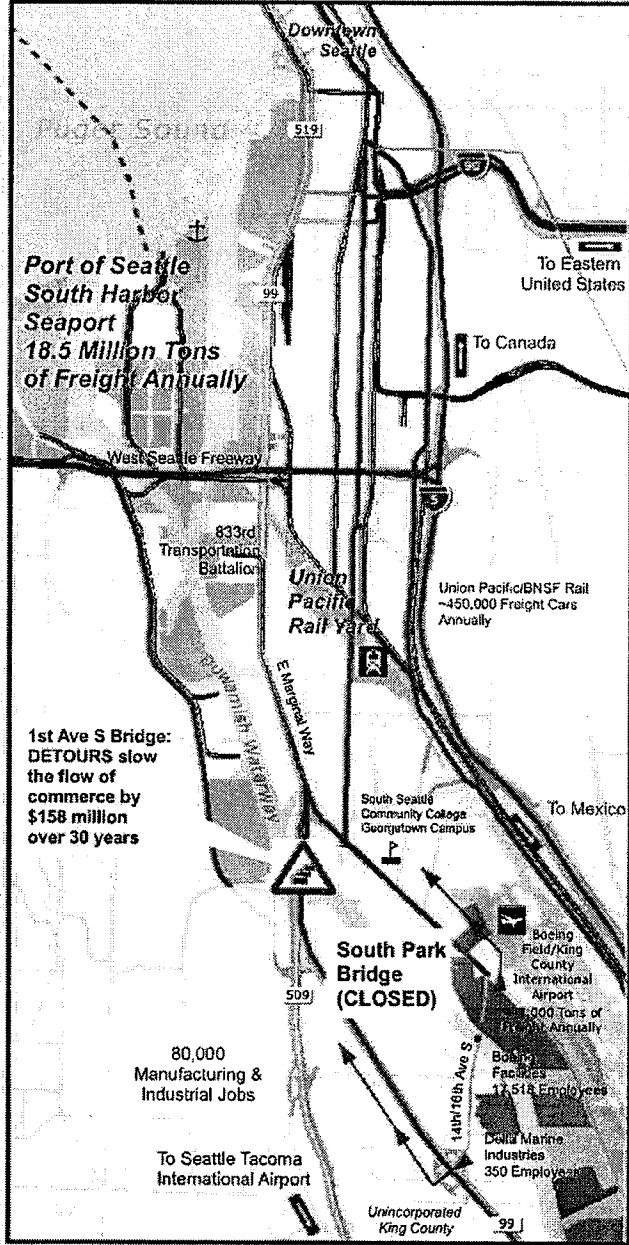 Downtown
Seattle
Puget Sound
519
90
To Eastern
United States
Port of Seattle
South Harbor
Seaport
18.5 Million Tons
of Freight Annually
99
To Canada
West Seattle Freeway
5
833rd
Transportation
Battalion
Union
Pacific
Rail Yard
Union Pacific/BNSF Rail
~450,000 Freight Cars
Annually
Duwamish Waterway
E Marginal Way
1st Ave S Bridge:
DETOURS slow
the flow of
commerce by
$158 million
over 30 years
South Seattle
Community College
Georgetown Campus
To Mexico
South Park
Bridge
(CLOSED)
Boeing
Field/King
County
International
Airport
Tons of
Freight Annually
509
14th/16th Ave S
Boeing
Facilities
17,518 Employees
80,000
Manufacturing &
Industrial Jobs
Delta Marine
Industries
350 Employees
To Seattle Tacoma
International Airport
Unincorporated
King County
99